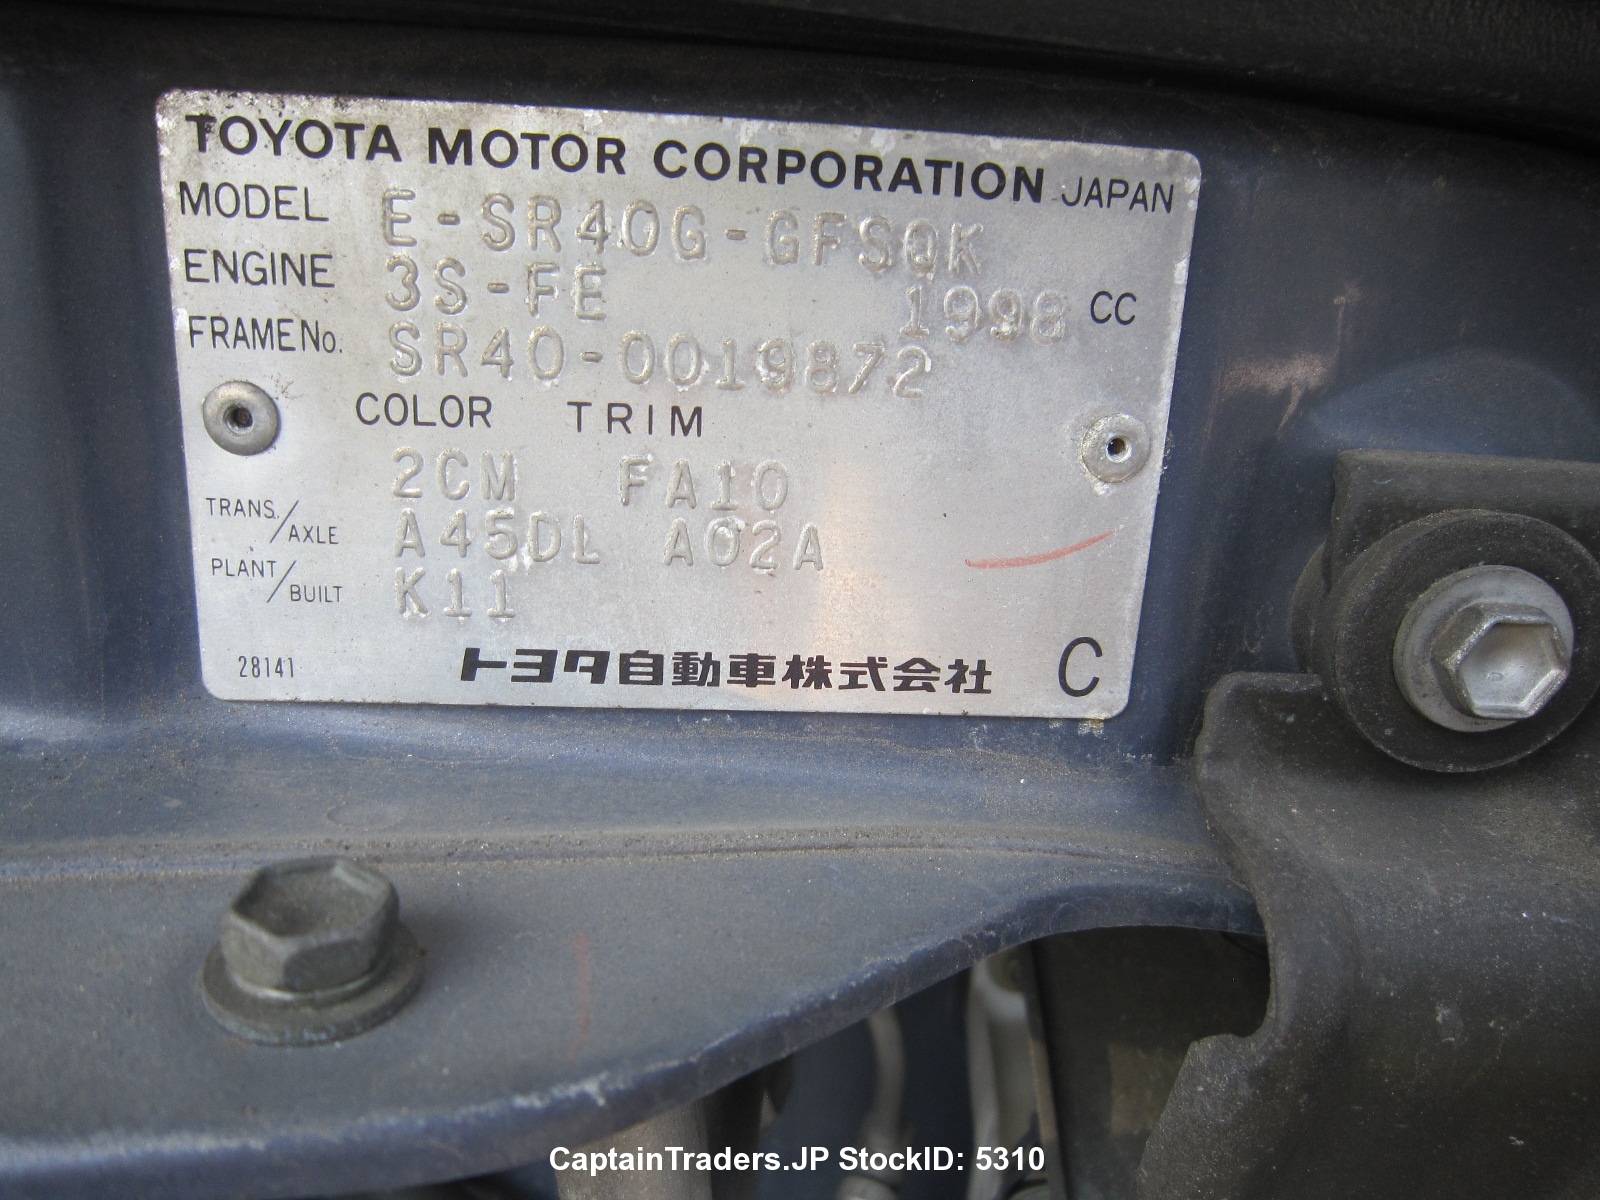 TOYOTA MOTOR CORPORATION JAPAN
MODEL E-SR40G-GFSQK
ENGINE 3S-FE 1998 CC
FRAME No. SR40-0019872
COLOR TRIM
2CM FA10
TRANS./AXLE A45DL A02A
PLANT/BUILT K11
28141 トヨタ自動車株式会社 C
CaptainTraders.JP StockID: 5310